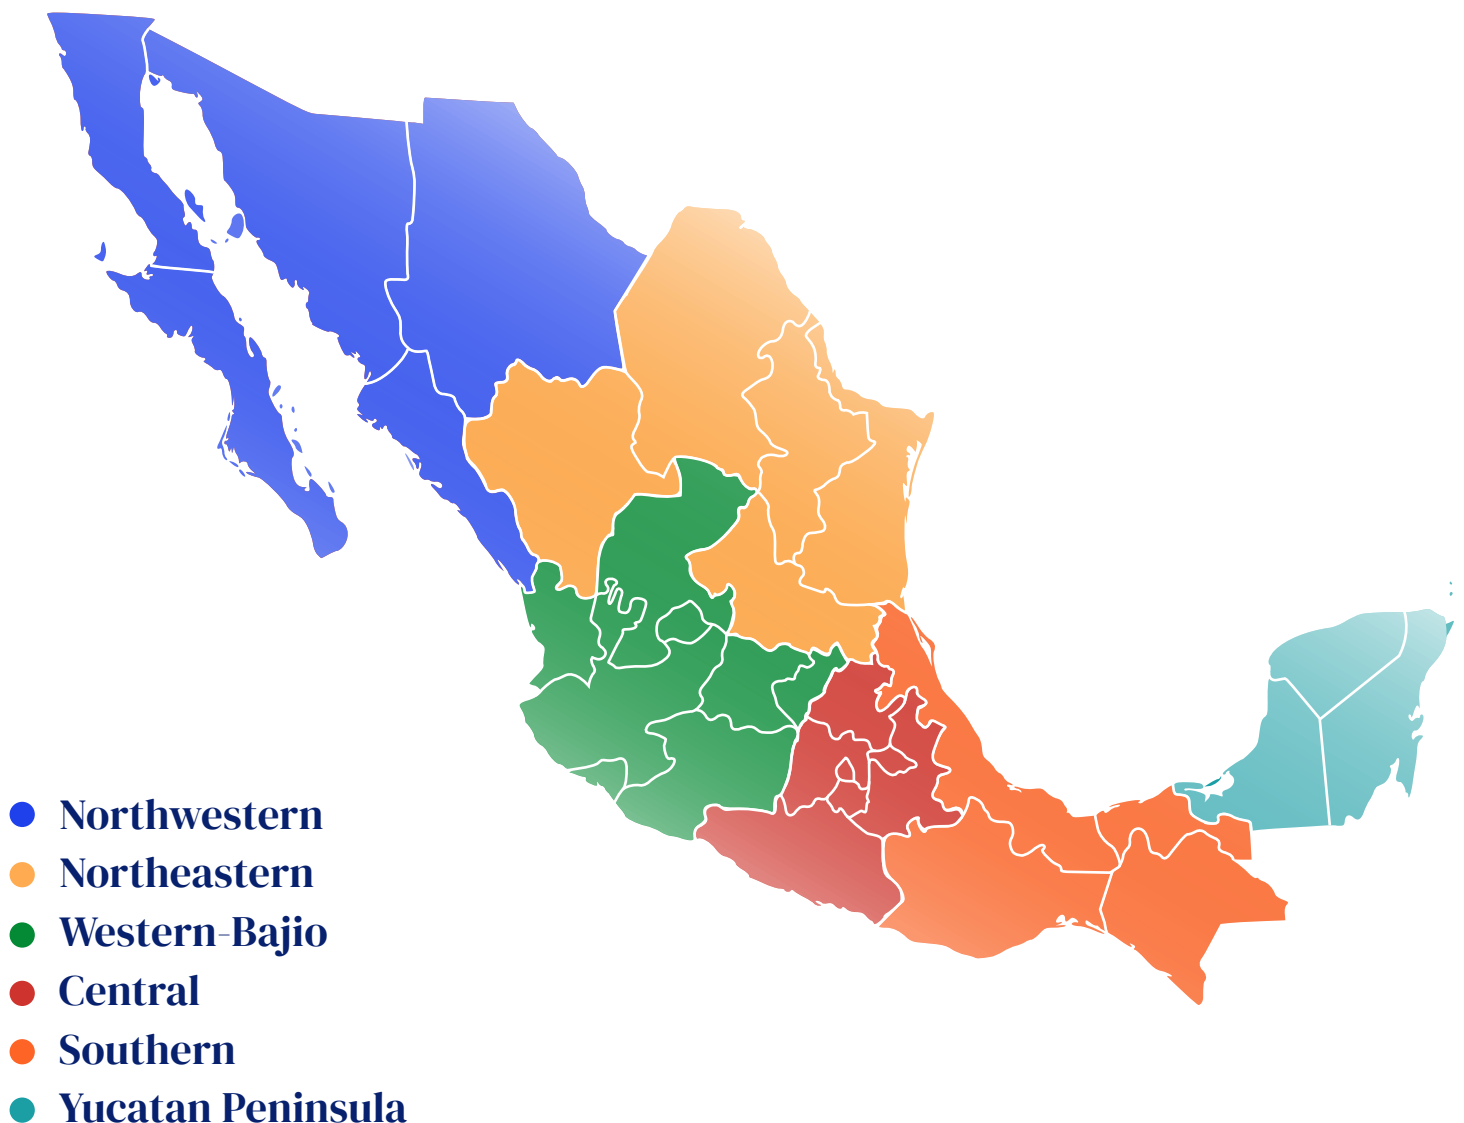 Northwestern
Northeastern
Western-Bajio
Central
Southern
Yucatan Peninsula